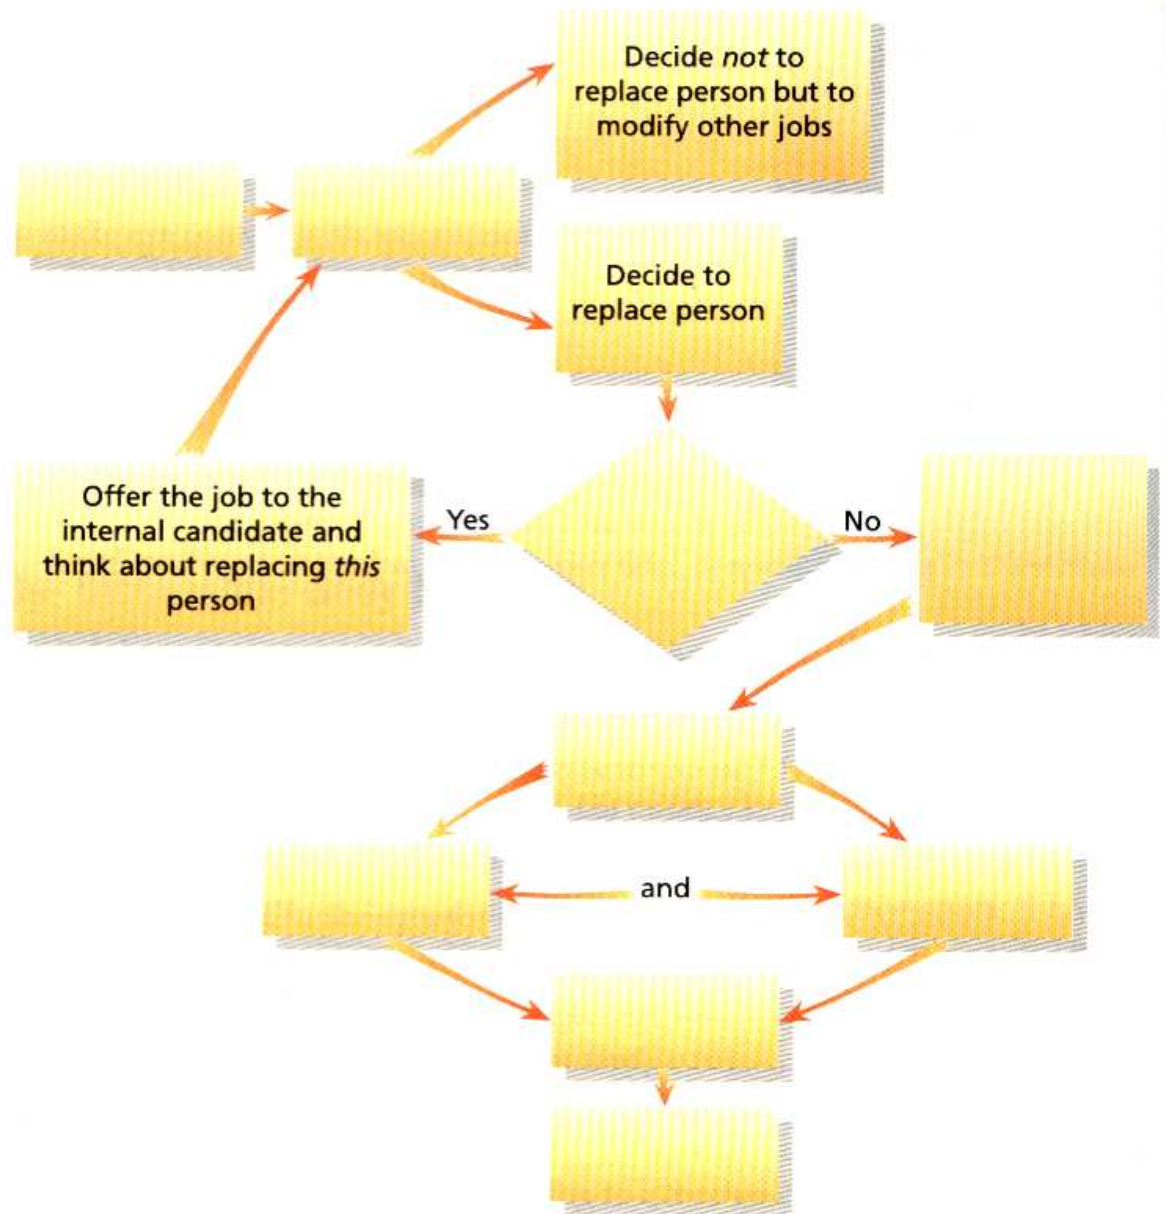 Decide not to
replace person but to
modify other jobs
Decide to
replace person
Offer the job to the
internal candidate and
think about replacing this
person
Yes
No
and